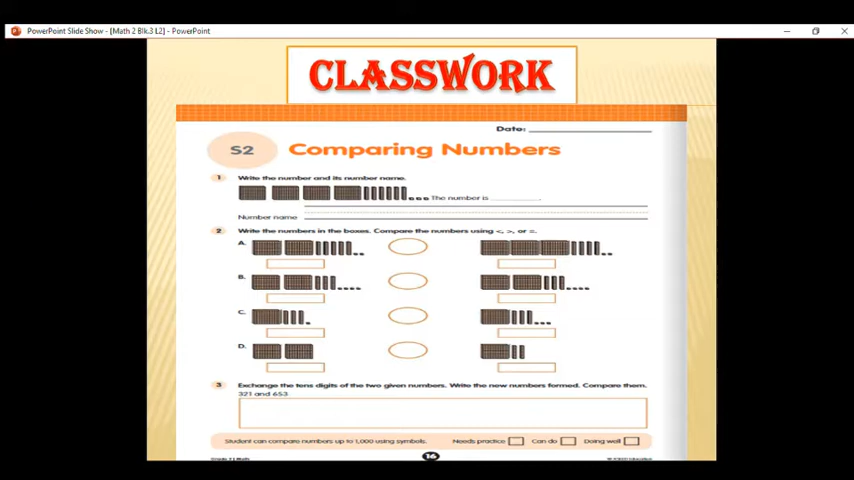 PowerPoint Slide Show - [Math 2 Blk.3 L2] - PowerPoint
CLASSWORK
Date:
S2 Comparing Numbers
1 Write the number and its number name.
The number is
Number name
2 Write the numbers in the boxes. Compare the numbers using <, >, or =.
A.
B.
C.
D.
3 Exchange the tens digits of the two given numbers. Write the new numbers formed. Compare them.
321 and 653
Student can compare numbers up to 1,000 using symbols. Needs practice Can do Doing well
Grade 2 | Math 16